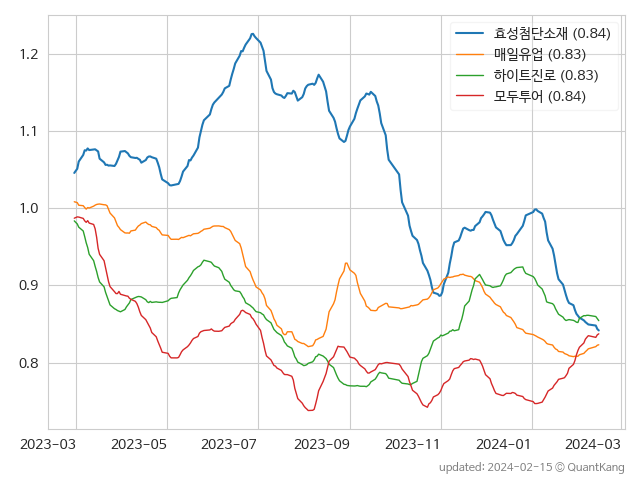 효성첨단소재 (0.84)
매일유업 (0.83)
하이트진로 (0.83)
모두투어 (0.84)
1.2
1.1
1.0
0.9
0.8
2023-03 2023-05 2023-07 2023-09 2023-11 2024-01 2024-03
updated: 2024-02-15 © QuantKang